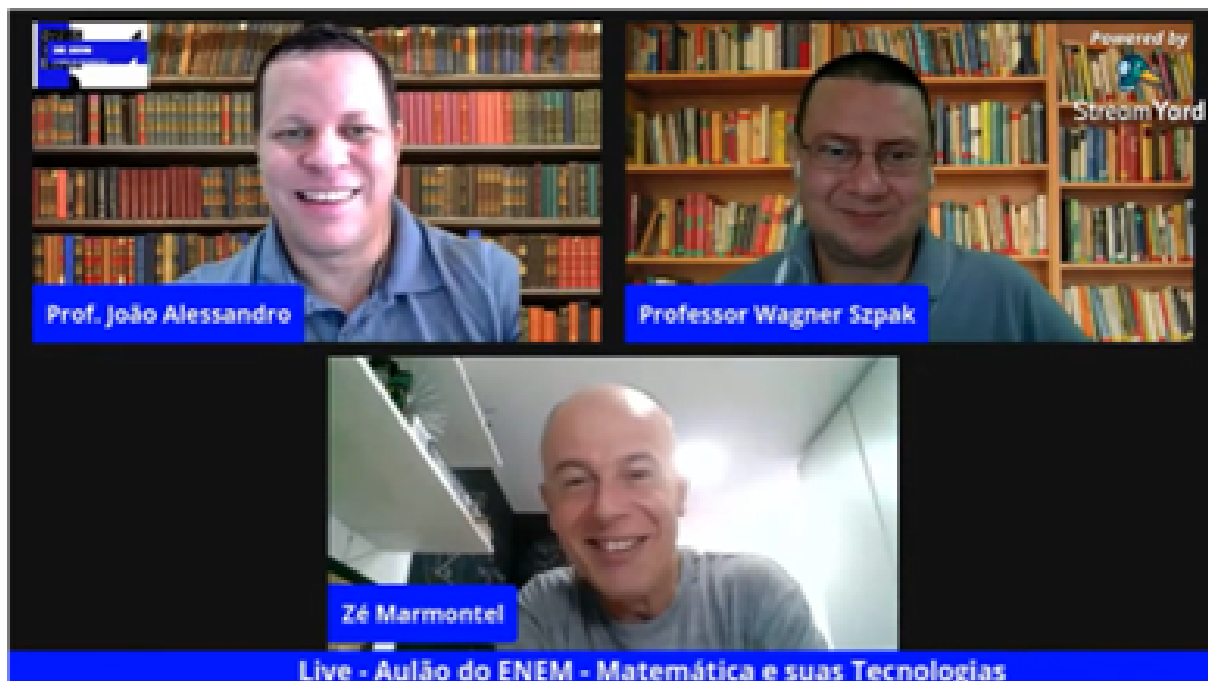 Powered by
StreamYard
Prof. João Alessandro
Professor Wagner Szpak
Zé Marmontel
Live - Aulão do ENEM - Matemática e suas Tecnologias